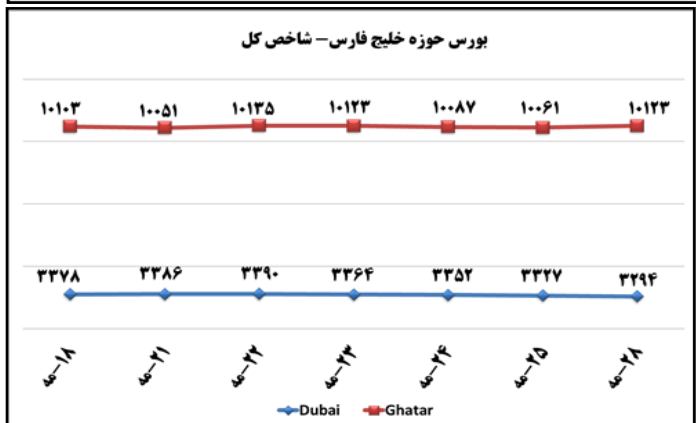 بورس حوزه خلیج فارس– شاخص کل
۱۰۱۰۳ ۱۰۰۵۱ ۱۰۱۳۵ ۱۰۱۲۳ ۱۰۰۸۷ ۱۰۰۶۱ ۱۰۱۲۳
۳۳۷۸ ۳۳۸۶ ۳۳۹۰ ۳۳۶۴ ۳۳۵۲ ۳۳۲۷ ۳۲۹۴
۱۸-مه ۲۱-مه ۲۲-مه ۲۳-مه ۲۴-مه ۲۵-مه ۲۸-مه
Dubai Ghatar